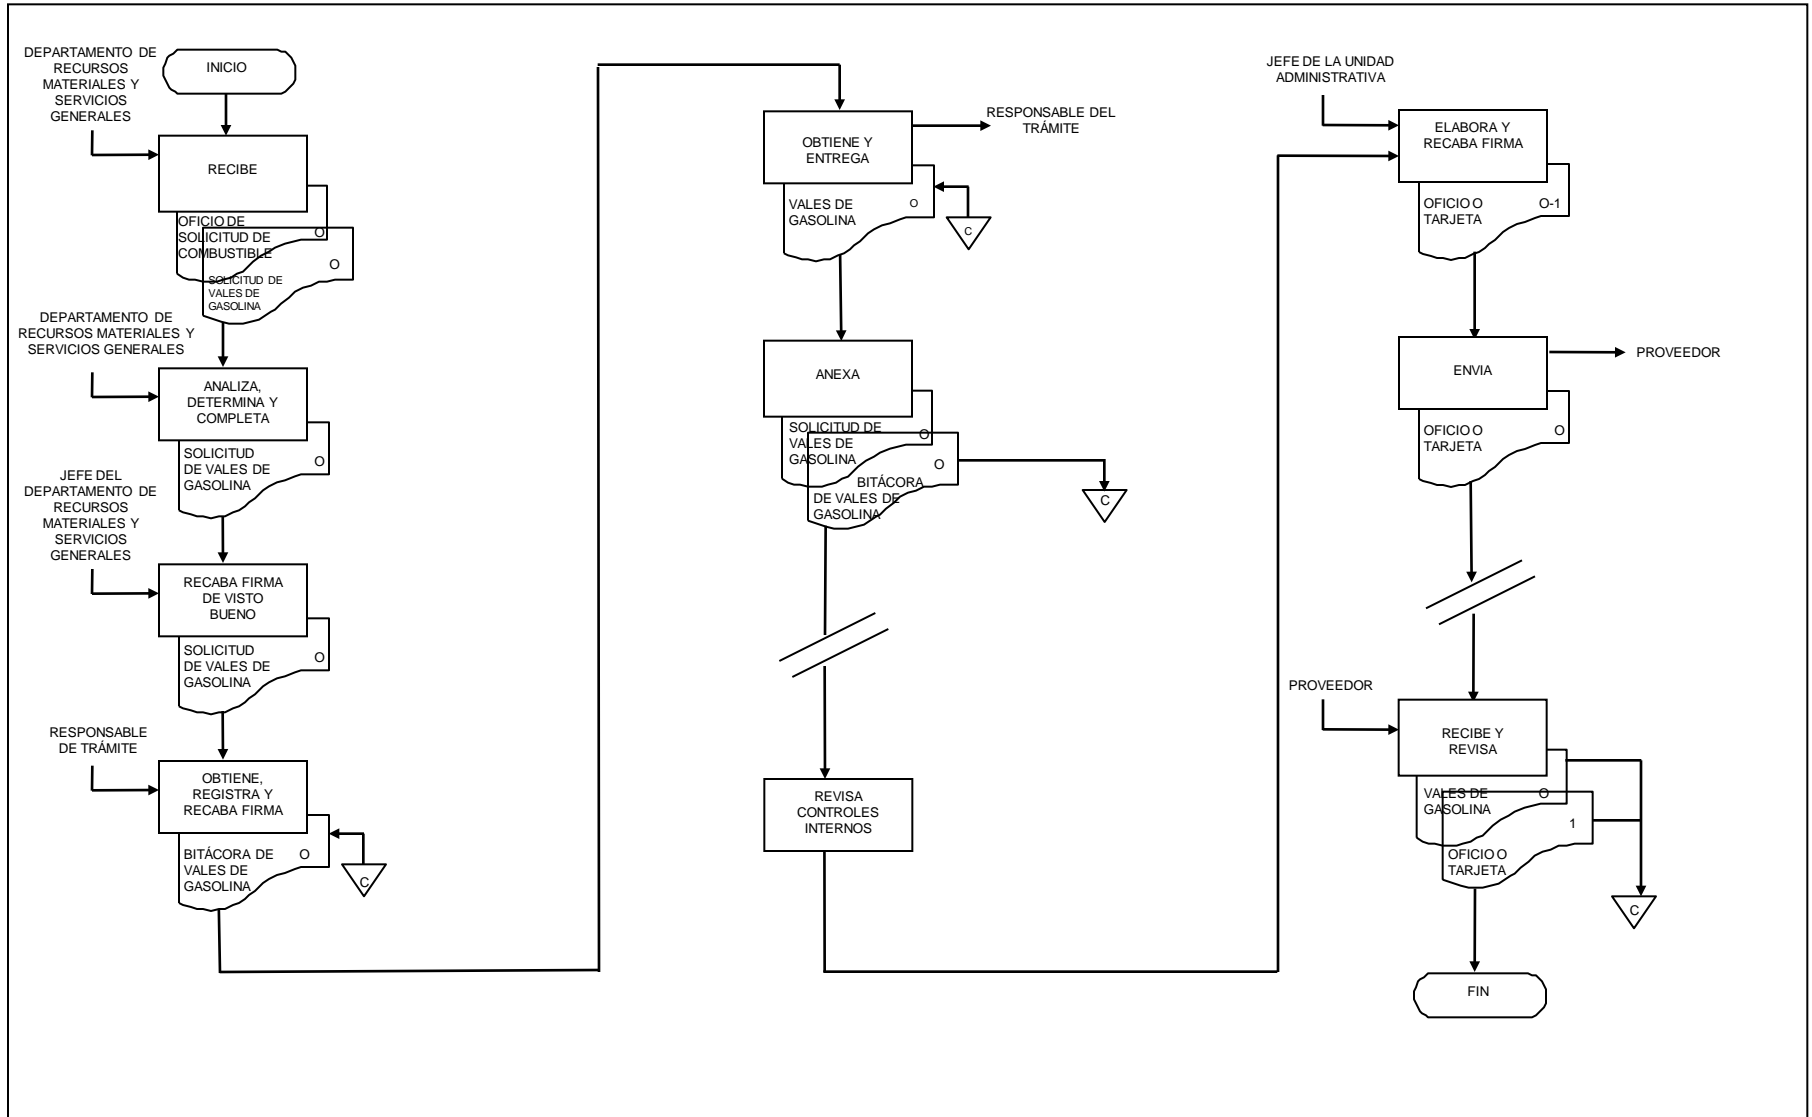 DEPARTAMENTO DE
RECURSOS
MATERIALES Y
SERVICIOS
GENERALES
INICIO
RECIBE
OFICIO DE
SOLICITUD DE
COMBUSTIBLE
O
O
SOLICITUD DE
VALES DE
GASOLINA
DEPARTAMENTO DE
RECURSOS MATERIALES Y
SERVICIOS GENERALES
ANALIZA,
DETERMINA Y
COMPLETA
SOLICITUD
DE VALES DE
GASOLINA
O
JEFE DEL
DEPARTAMENTO DE
RECURSOS
MATERIALES Y
SERVICIOS
GENERALES
RECABA FIRMA
DE VISTO
BUENO
SOLICITUD
DE VALES DE
GASOLINA
O
RESPONSABLE
DE TRÁMITE
OBTIENE,
REGISTRA Y
RECABA FIRMA
BITÁCORA DE
VALES DE
GASOLINA
O
C
OBTIENE Y
ENTREGA
RESPONSABLE DEL
TRÁMITE
VALES DE
GASOLINA
O
C
ANEXA
SOLICITUD DE
VALES DE
GASOLINA
O
O
BITÁCORA
DE VALES DE
GASOLINA
C
REVISA
CONTROLES
INTERNOS
JEFE DE LA UNIDAD
ADMINISTRATIVA
ELABORA Y
RECABA FIRMA
OFICIO O
TARJETA
O-1
ENVIA
PROVEEDOR
OFICIO O
TARJETA
O
PROVEEDOR
RECIBE Y
REVISA
VALES DE
GASOLINA
O
1
OFICIO O
TARJETA
C
FIN